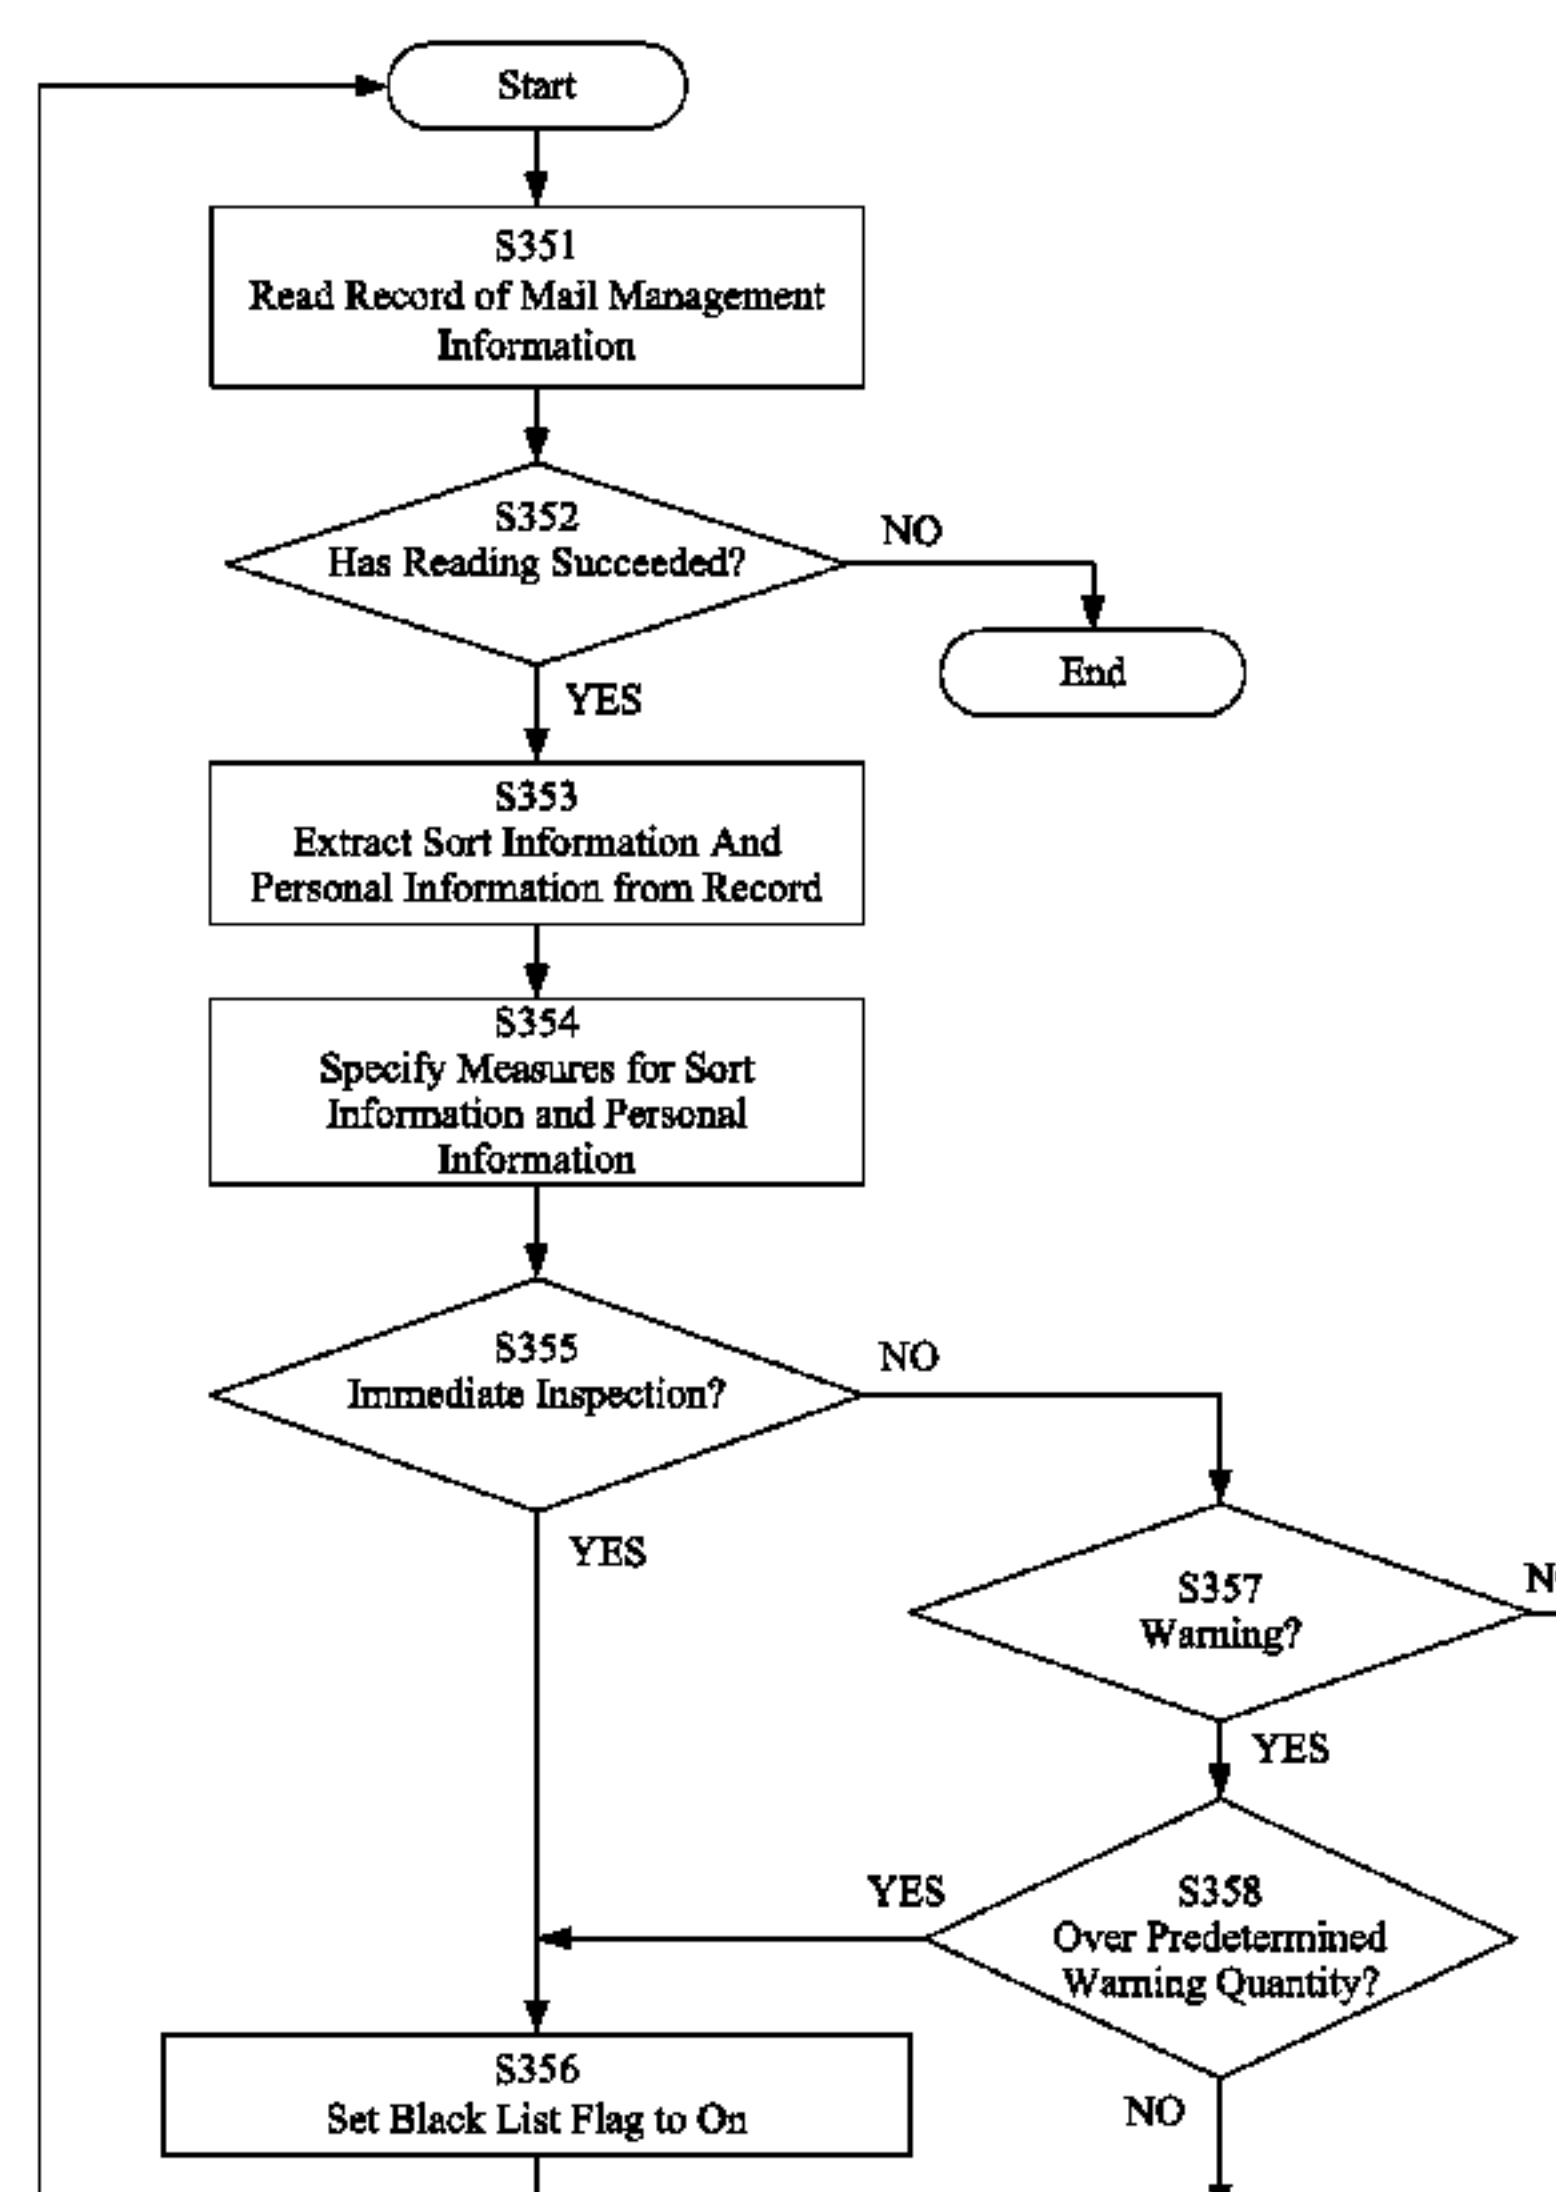 Start
S351
Read Record of Mail Management
Information
S352
Has Reading Succeeded?
NO
End
YES
S353
Extract Sort Information And
Personal Information from Record
S354
Specify Measures for Sort
Information and Personal
Information
S355
Immediate Inspection?
NO
YES
S357
Warning?
YES
S358
Over Predetermined
Warning Quantity?
YES
NO
S356
Set Black List Flag to On